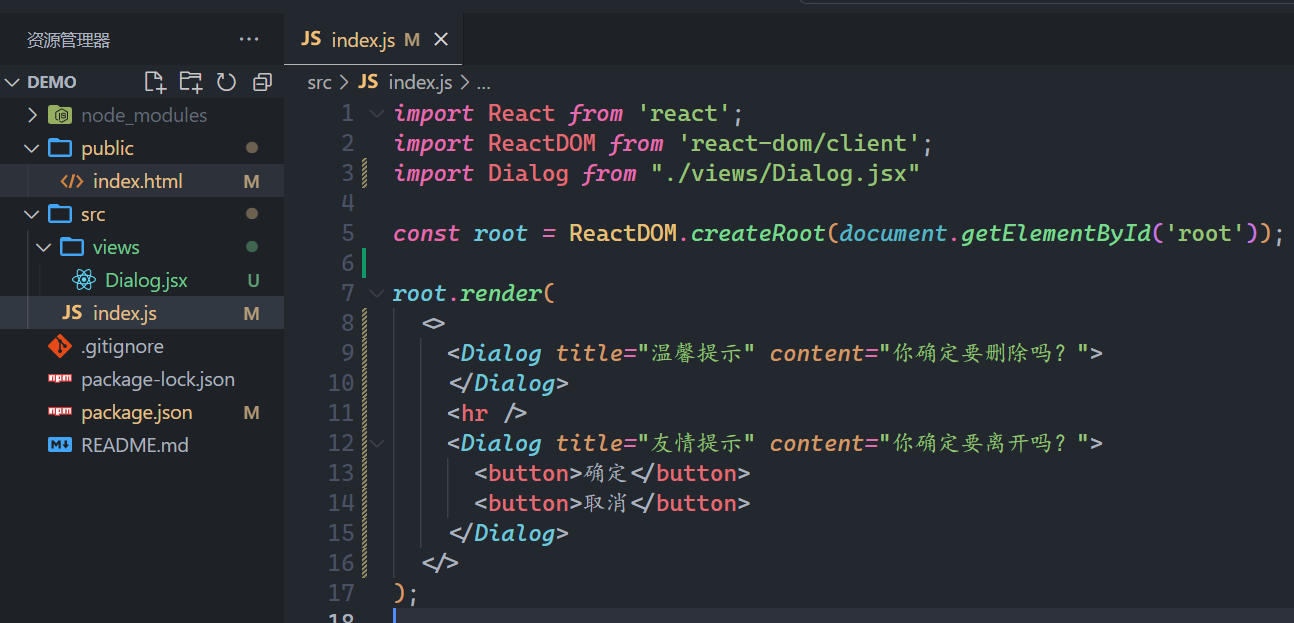 资源管理器
···
JS index.js M ×
DEMO
src > JS index.js > ...
node_modules
public
index.html M
src
views
Dialog.jsx U
JS index.js M
.gitignore
npm package-lock.json
npm package.json M
README.md
1 import React from 'react';
2 import ReactDOM from 'react-dom/client';
3 import Dialog from "./views/Dialog.jsx"
4
5 const root = ReactDOM.createRoot(document.getElementById('root'));
6
7 root.render(
8 <>
9 <Dialog title="温馨提示" content="你确定要删除吗？">
10 </Dialog>
11 <hr />
12 <Dialog title="友情提示" content="你确定要离开吗？">
13 <button>确定</button>
14 <button>取消</button>
15 </Dialog>
16 </>
17 );
18